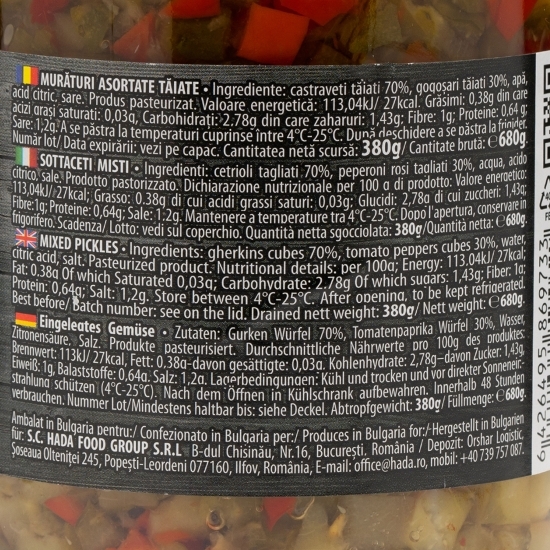 MURĂTURI ASORTATE TĂIATE • Ingrediente: castraveti tăiati 70%, gogoșari tăiati 30%, apă,
acid citric, sare. Produs pasteurizat. Valoare energetică: 113,04kJ/ 27kcal. Grăsimi: 0,38g din care
acizi grasi saturati: 0,03g, Carbohidrați: 2.78g din care zaharuri: 1,43g; Fibre: 1g; Proteine: 0,64 g;
Sare: 1,2g. A se păstra la temperaturi cuprinse între 4°C-25°C. După deschidere a se păstra la frigider.
Număr lot/ Data expirării: vezi pe capac. Cantitatea netă scursă: 380g/ Cantitate brută: ℮680g.
SOTTACETI MISTI • Ingredienti: cetrioli tagliati 70%, peperoni rosi tagliati 30%, acqua, acido
citrico, sale. Prodotto pastorizzato. Dichiarazione nutrizionale per 100 g di prodotto: Valore energetico:
113,04kJ/ 27kcal; Grasso: 0.38g di cui acidi grassi saturi: 0,03g; Glucidi: 2,78g di cui zuccheri: 1,43g;
Fibre:1g; Proteine: 0,64g; Sale: 1,2g. Mantenere a temperature tra 4°C-25°C. Dopo l'apertura, conservare in
frigorifero. Scadenza/ Lotto: vedi sul coperchio. Quantità netta sgocciolata: 380g/Quantità netta: ℮680g.
MIXED PICKLES • Ingredients: gherkins cubes 70%, tomato peppers cubes 30%, water,
citric acid, salt. Pasteurized product. Nutritional details: per 100g; Energy: 113.04kJ/ 27kcal;
Fat: 0.38g Of which Saturated 0,03g; Carbohydrate: 2.78g Of which sugars: 1,43g; Fiber: 1g;
Protein: 0,64g; Salt: 1,2g. Store between 4°C-25°C. After opening, to be kept refrigerated.
Best before/ Batch number: see on the lid. Drained net weight: 380g/ Nett weight: ℮680g.
Eingelegtes Gemüse • Zutaten: Gurken Würfel 70%, Tomatenpaprika Würfel 30%, Wasser,
Zitronensäure, Salz. Produkte pasteurisiert. Durchschnittliche Nährwerte pro 100g des produktes:
Brennwert: 113kJ/ 27kcal, Fett: 0.38g-davon gesättigte: 0,03g. Kohlenhydrate: 2,78g–davon Zucker: 1,43g,
Eiweiß: 1g, Balaststoffe: 0,64g. Salz: 1,2g. Lagerbedingungen: Kühl und trocken und vor direkter Sonnenein-
strahlung schützen (4°C-25°C). Nach dem Öffnen in Kühlschrank aufbewahren. Innerhalb 48 Stunden
verbrauchen. Nummer Lot/Mindestens haltbar bis: siehe Deckel. Abtropfgewicht: 380g/ Füllmenge: ℮680g.
Ambalat in Bulgaria pentru:/ Confezionato in Bulgaria per:/ Produces in Bulgaria for:/ Hergestellt in Bulgarien
für: S.C. HADA FOOD GROUP S.R.L B-dul Chisinău, Nr.16, București, România / Depozit: Orshar Logistic,
Șoseaua Olteniței 245, Popești-Leordeni 077160, Ilfov, România, E-mail: office@hada.ro, mobil: +40 739 757 087.
6426495869733